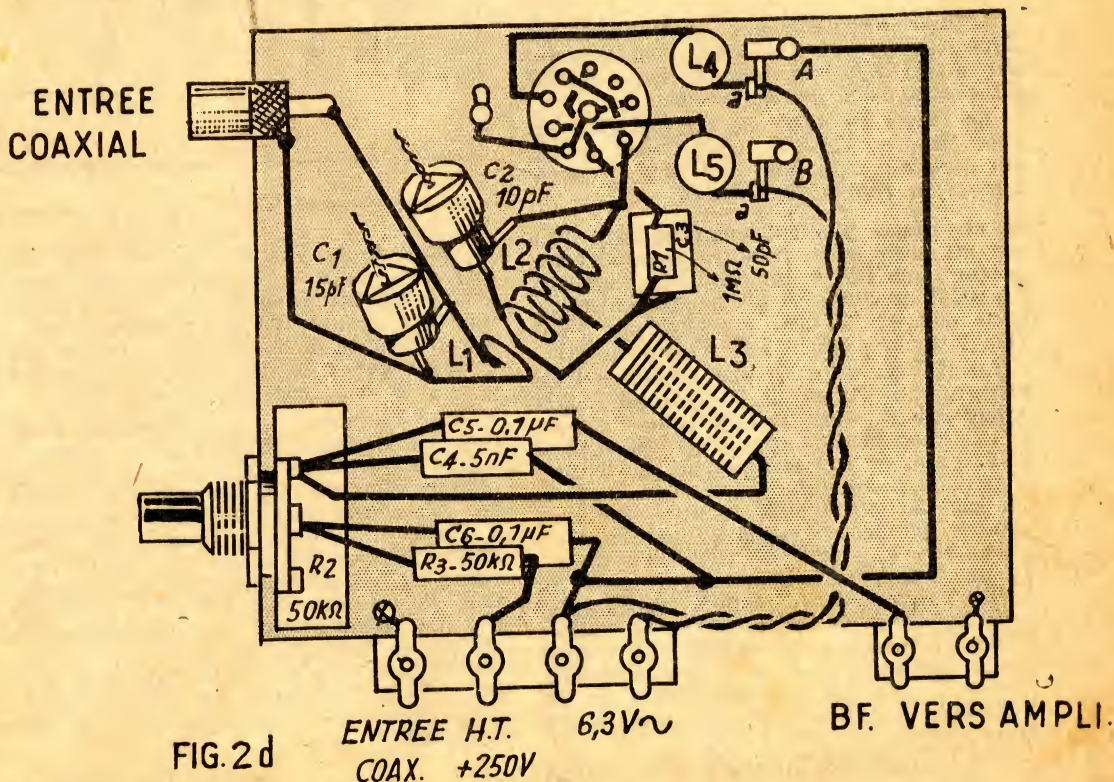 ENTREE
COAXIAL
L4
a
A
L5
a
B
C2
10pF
C1
15pF
L2
L1
R1
C3
1MΩ
50pF
L3
C5-0.1µF
C4.5nF
C6-0,1µF
R3-50kΩ
R2
50KΩ
ENTREE H.T. 6,3V~
COAX. +250V
BF. VERS AMPLI.
FIG.2d